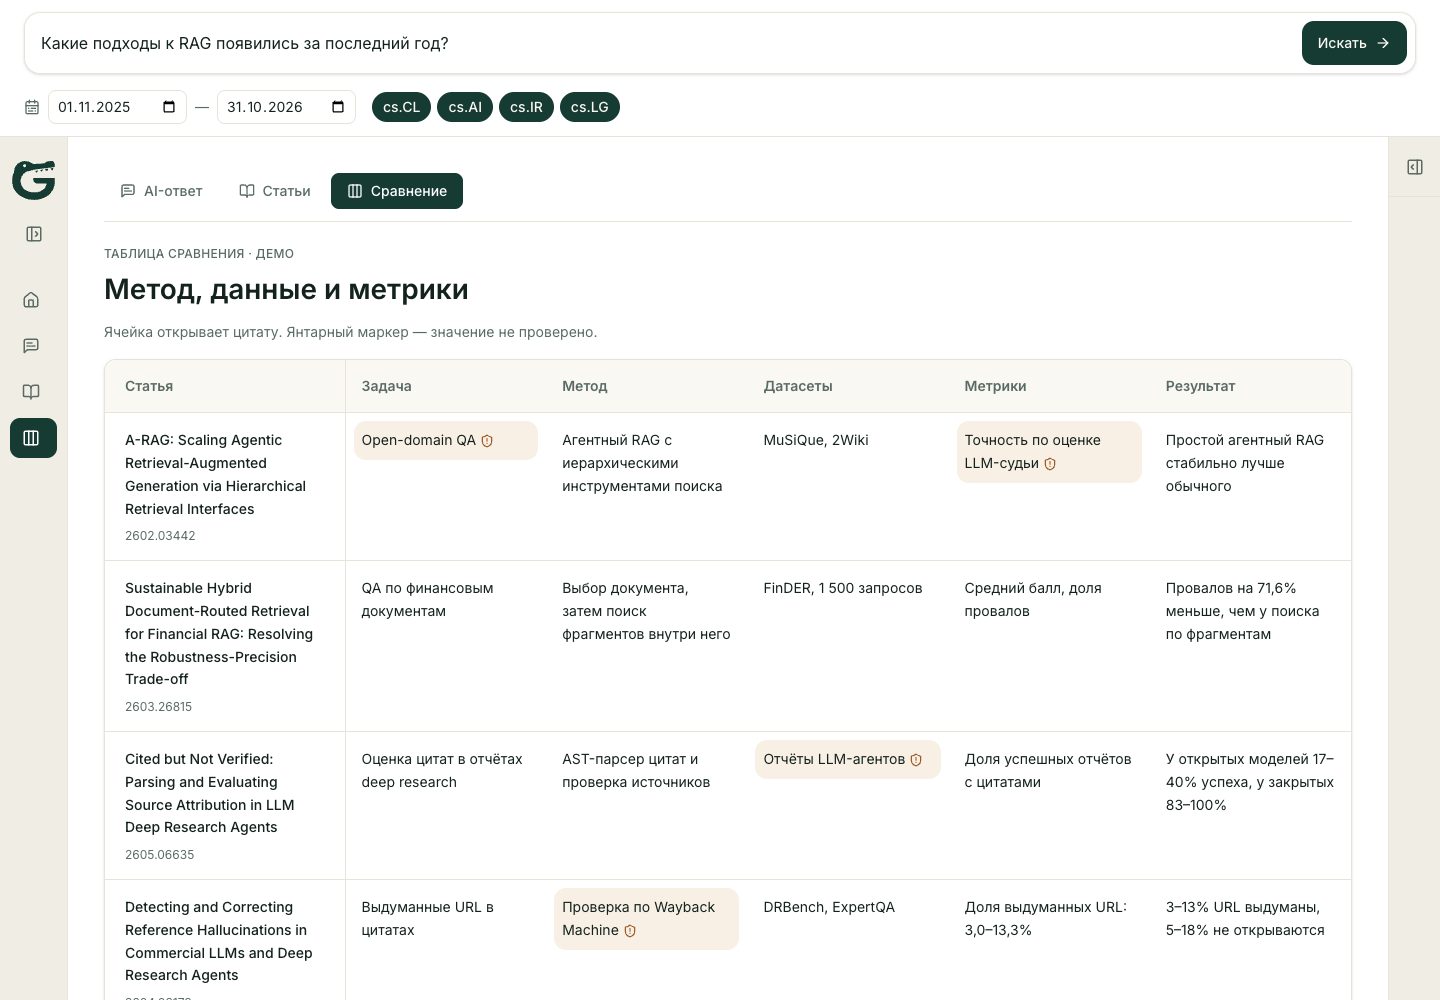 Какие подходы к RAG появились за последний год?
Искать
01.11.2025 — 31.10.2026 cs.CL cs.AI cs.IR cs.LG
AI-ответ Статьи Сравнение
ТАБЛИЦА СРАВНЕНИЯ · ДЕМО
Метод, данные и метрики
Ячейка открывает цитату. Янтарный маркер — значение не проверено.
Статья Задача Метод Датасеты Метрики Результат
A-RAG: Scaling Agentic
Retrieval-Augmented
Generation via Hierarchical
Retrieval Interfaces
2602.03442
Open-domain QA
Агентный RAG с
иерархическими
инструментами поиска
MuSiQue, 2Wiki
Точность по оценке
LLM-судьи
Простой агентный RAG
стабильно лучше
обычного
Sustainable Hybrid
Document-Routed Retrieval
for Financial RAG: Resolving
the Robustness-Precision
Trade-off
2603.26815
QA по финансовым
документам
Выбор документа,
затем поиск
фрагментов внутри него
FinDER, 1 500 запросов
Средний балл, доля
провалов
Провалов на 71,6%
меньше, чем у поиска
по фрагментам
Cited but Not Verified:
Parsing and Evaluating
Source Attribution in LLM
Deep Research Agents
2605.06635
Оценка цитат в отчётах
deep research
AST-парсер цитат и
проверка источников
Отчёты LLM-агентов
Доля успешных отчётов
с цитатами
У открытых моделей 17–
40% успеха, у закрытых
83–100%
Detecting and Correcting
Reference Hallucinations in
Commercial LLMs and Deep
Research Agents
Выдуманные URL в
цитатах
Проверка по Wayback
Machine
DRBench, ExpertQA
Доля выдуманных URL:
3,0–13,3%
3–13% URL выдуманы,
5–18% не открываются